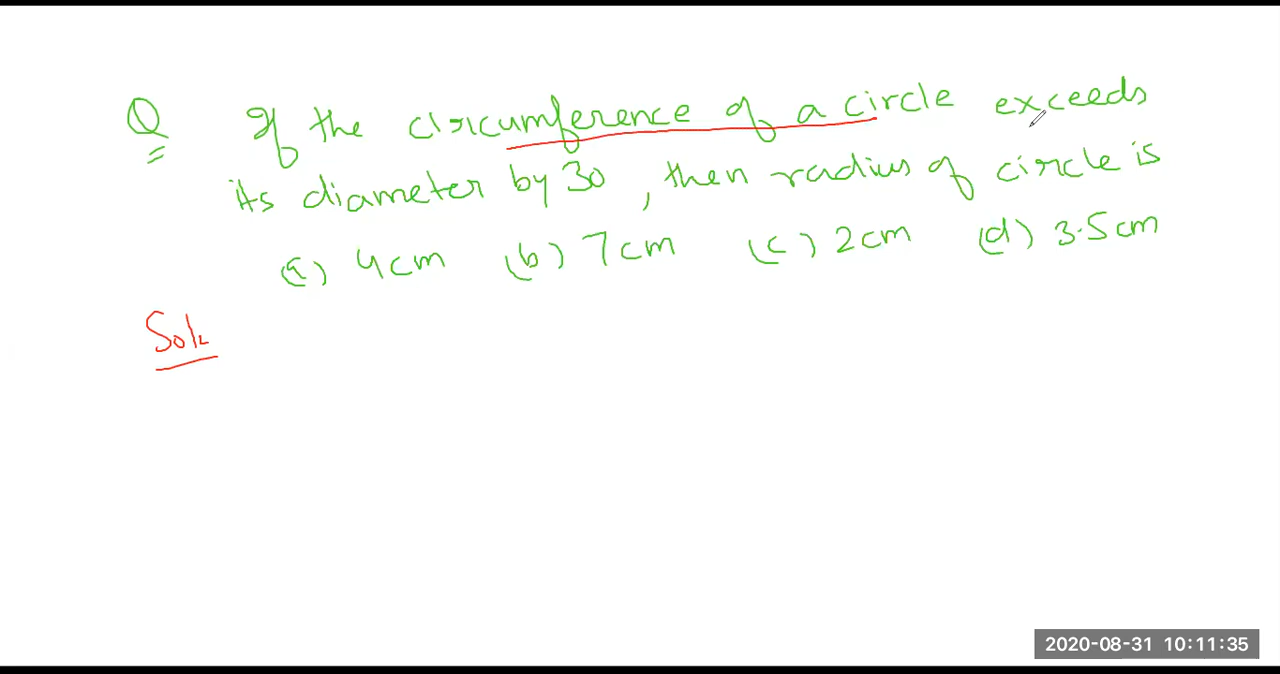 Q If the circumference of a circle exceeds
its diameter by 30, then radius of circle is
(a) 4cm (b) 7cm (c) 2cm (d) 3.5cm
Sol.
2020-08-31 10:11:35